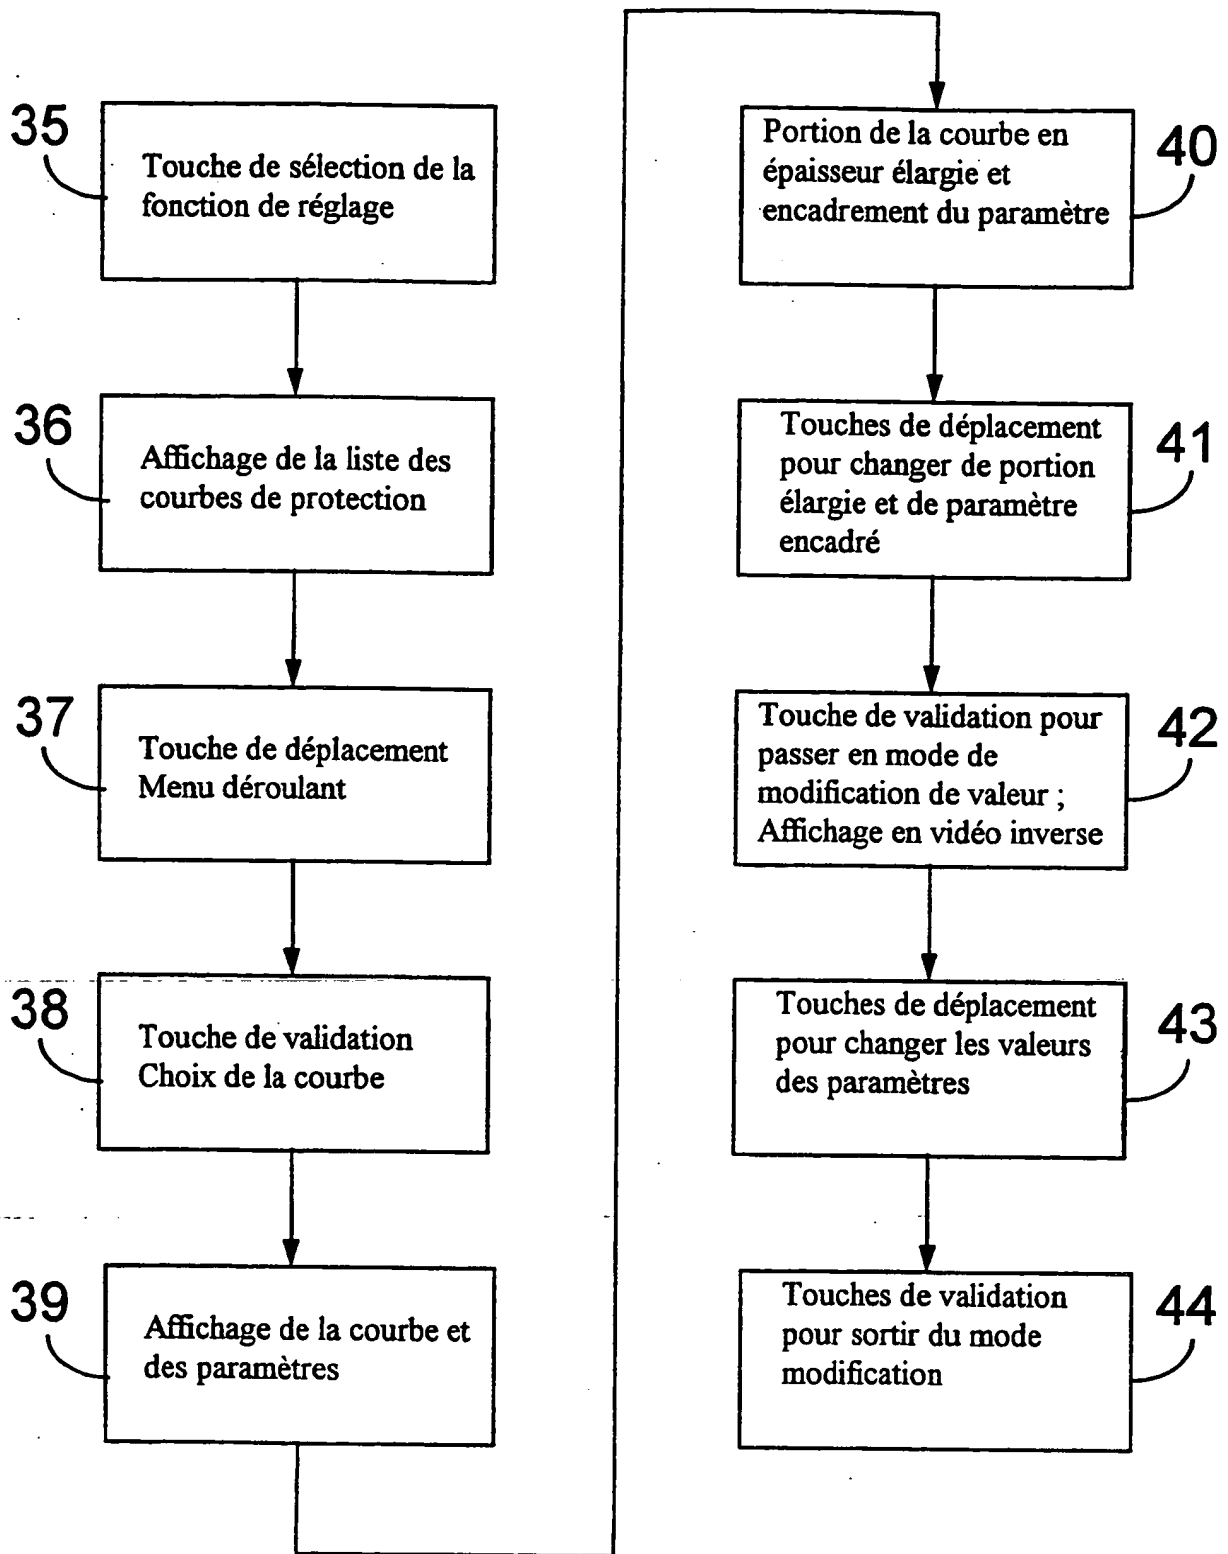 35
Touche de sélection de la
fonction de réglage
36
Affichage de la liste des
courbes de protection
37
Touche de déplacement
Menu déroulant
38
Touche de validation
Choix de la courbe
39
Affichage de la courbe et
des paramètres
40
Portion de la courbe en
épaisseur élargie et
encadrement du paramètre
41
Touches de déplacement
pour changer de portion
élargie et de paramètre
encadré
42
Touche de validation pour
passer en mode de
modification de valeur ;
Affichage en vidéo inverse
43
Touches de déplacement
pour changer les valeurs
des paramètres
44
Touches de validation
pour sortir du mode
modification